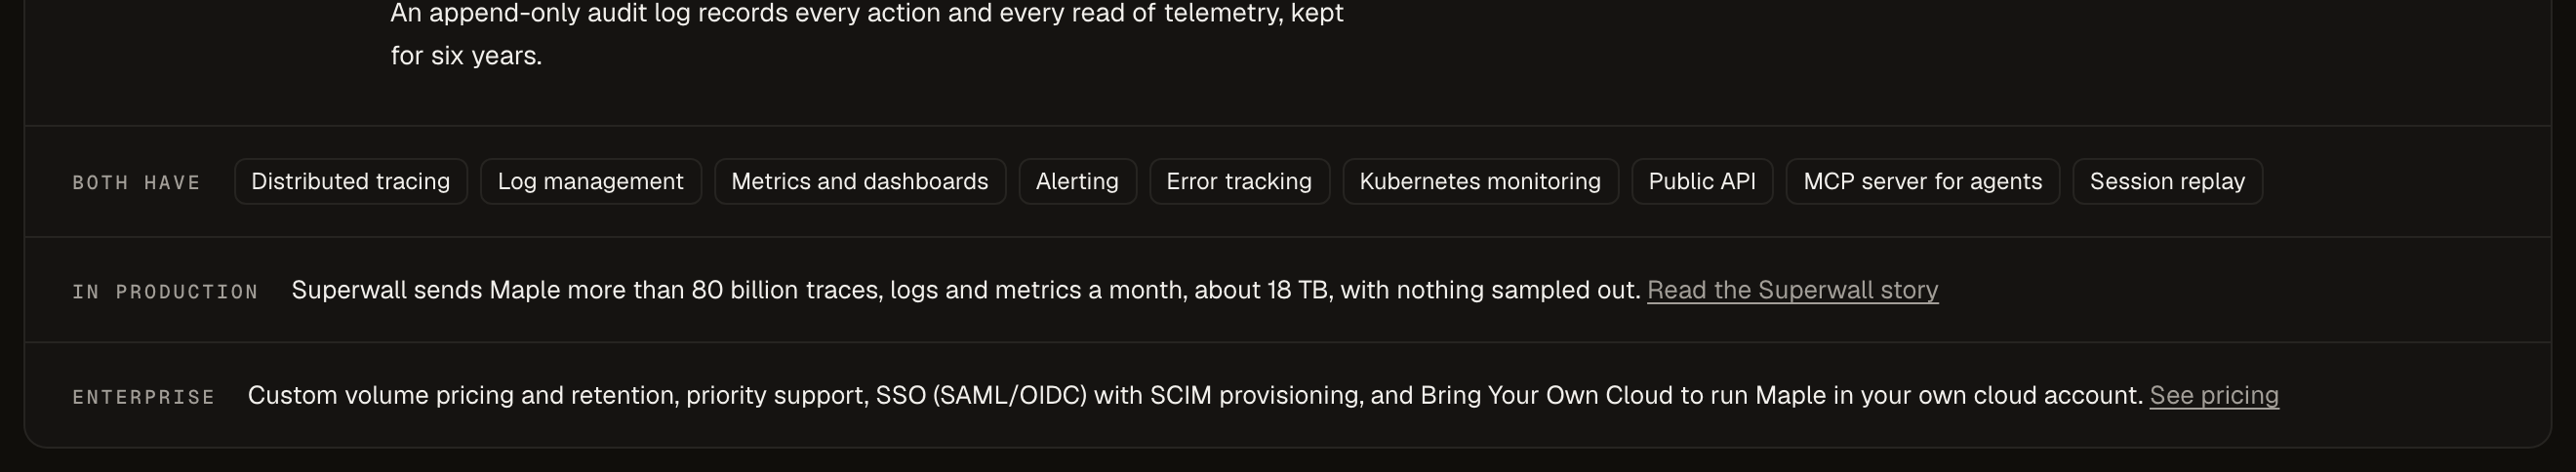 An append-only audit log records every action and every read of telemetry, kept
for six years.
BOTH HAVE Distributed tracing Log management Metrics and dashboards Alerting Error tracking Kubernetes monitoring Public API MCP server for agents Session replay
IN PRODUCTION Superwall sends Maple more than 80 billion traces, logs and metrics a month, about 18 TB, with nothing sampled out. Read the Superwall story
ENTERPRISE Custom volume pricing and retention, priority support, SSO (SAML/OIDC) with SCIM provisioning, and Bring Your Own Cloud to run Maple in your own cloud account. See pricing